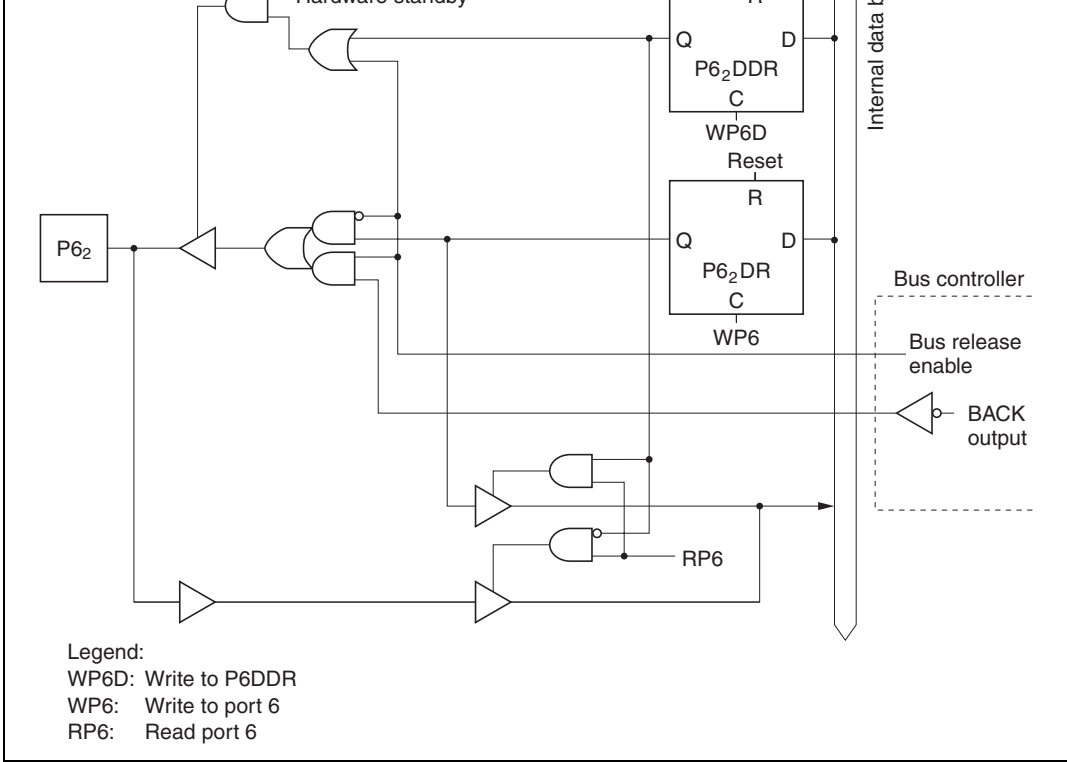 Hardware standby
R
Q D
P6₂DDR
C
WP6D
Internal data b
Reset
R
P6₂
Q D
P6₂DR
C
WP6
Bus controller
Bus release
enable
BACK
output
RP6
Legend:
WP6D: Write to P6DDR
WP6: Write to port 6
RP6: Read port 6